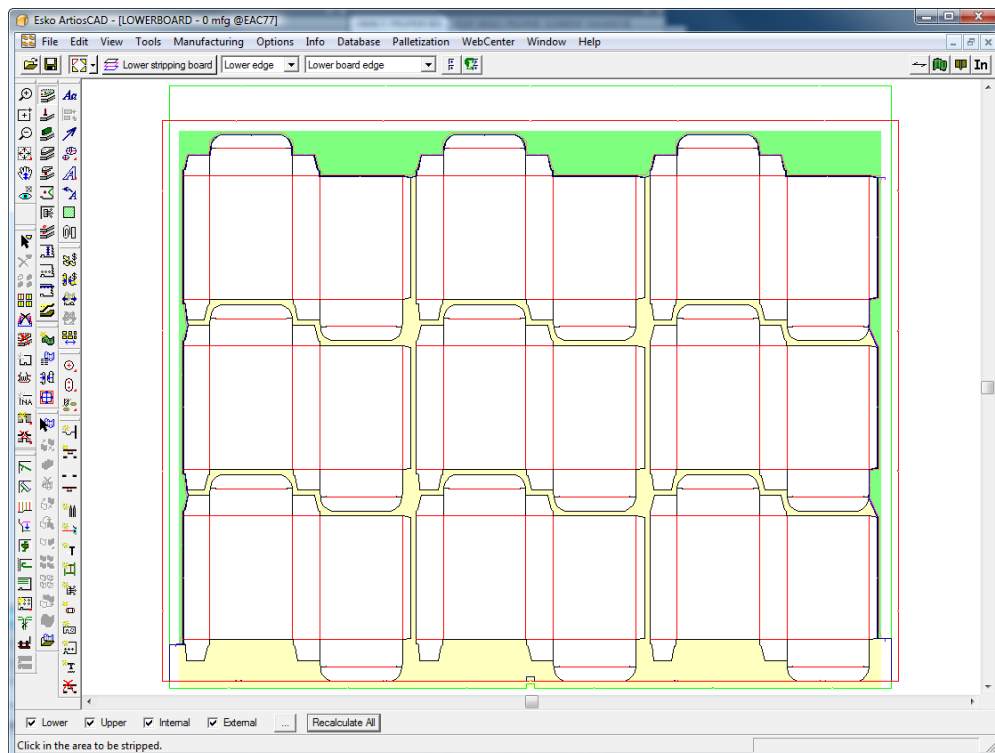 Esko ArtiosCAD - [LOWERBOARD - 0 mfg @EAC77]
File Edit View Tools Manufacturing Options Info Database Palletization WebCenter Window Help
Lower stripping board Lower edge Lower board edge In
Lower Upper Internal External ... Recalculate All
Click in the area to be stripped.